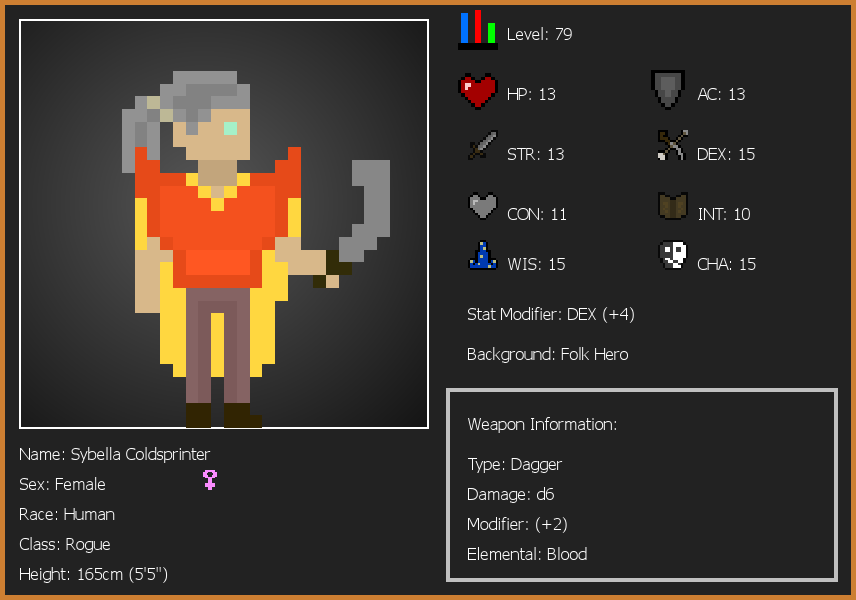 Level: 79
HP: 13
AC: 13
STR: 13
DEX: 15
CON: 11
INT: 10
WIS: 15
CHA: 15
Stat Modifier: DEX (+4)
Background: Folk Hero
Weapon Information:
Type: Dagger
Damage: d6
Modifier: (+2)
Elemental: Blood
Name: Sybella Coldsprinter
Sex: Female
Race: Human
Class: Rogue
Height: 165cm (5'5")